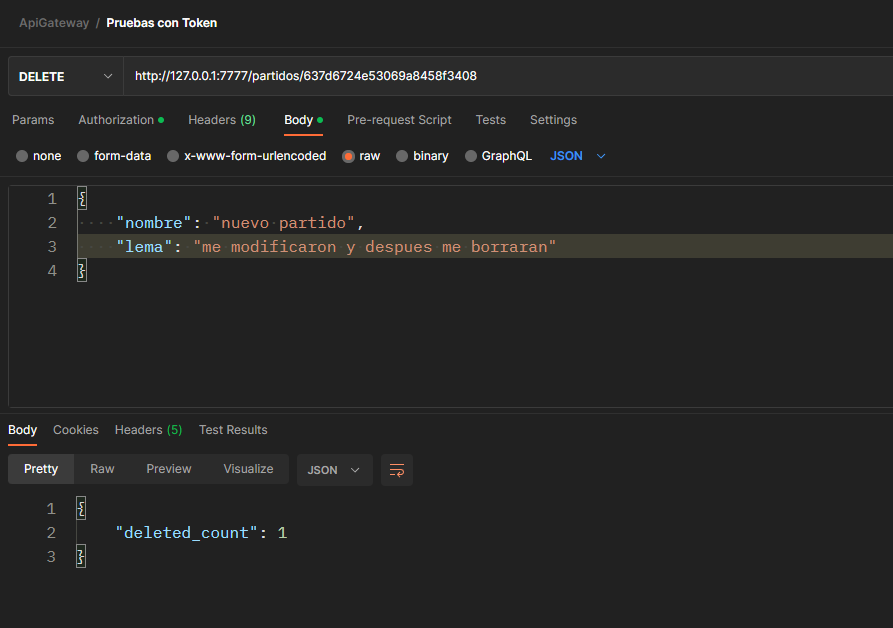 ApiGateway / Pruebas con Token
DELETE http://127.0.0.1:7777/partidos/637d6724e53069a8458f3408
Params Authorization Headers (9) Body Pre-request Script Tests Settings
none form-data x-www-form-urlencoded raw binary GraphQL JSON
1 {
2 "nombre": "nuevo partido",
3 "lema": "me modificaron y despues me borraran"
4 }
Body Cookies Headers (5) Test Results
Pretty Raw Preview Visualize JSON
1 {
2 "deleted_count": 1
3 }